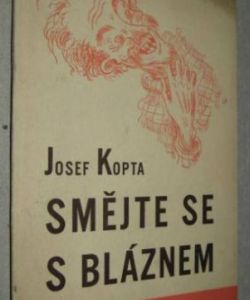 JOSEF KOPTA
SMĚJTE SE
S BLÁZNEM